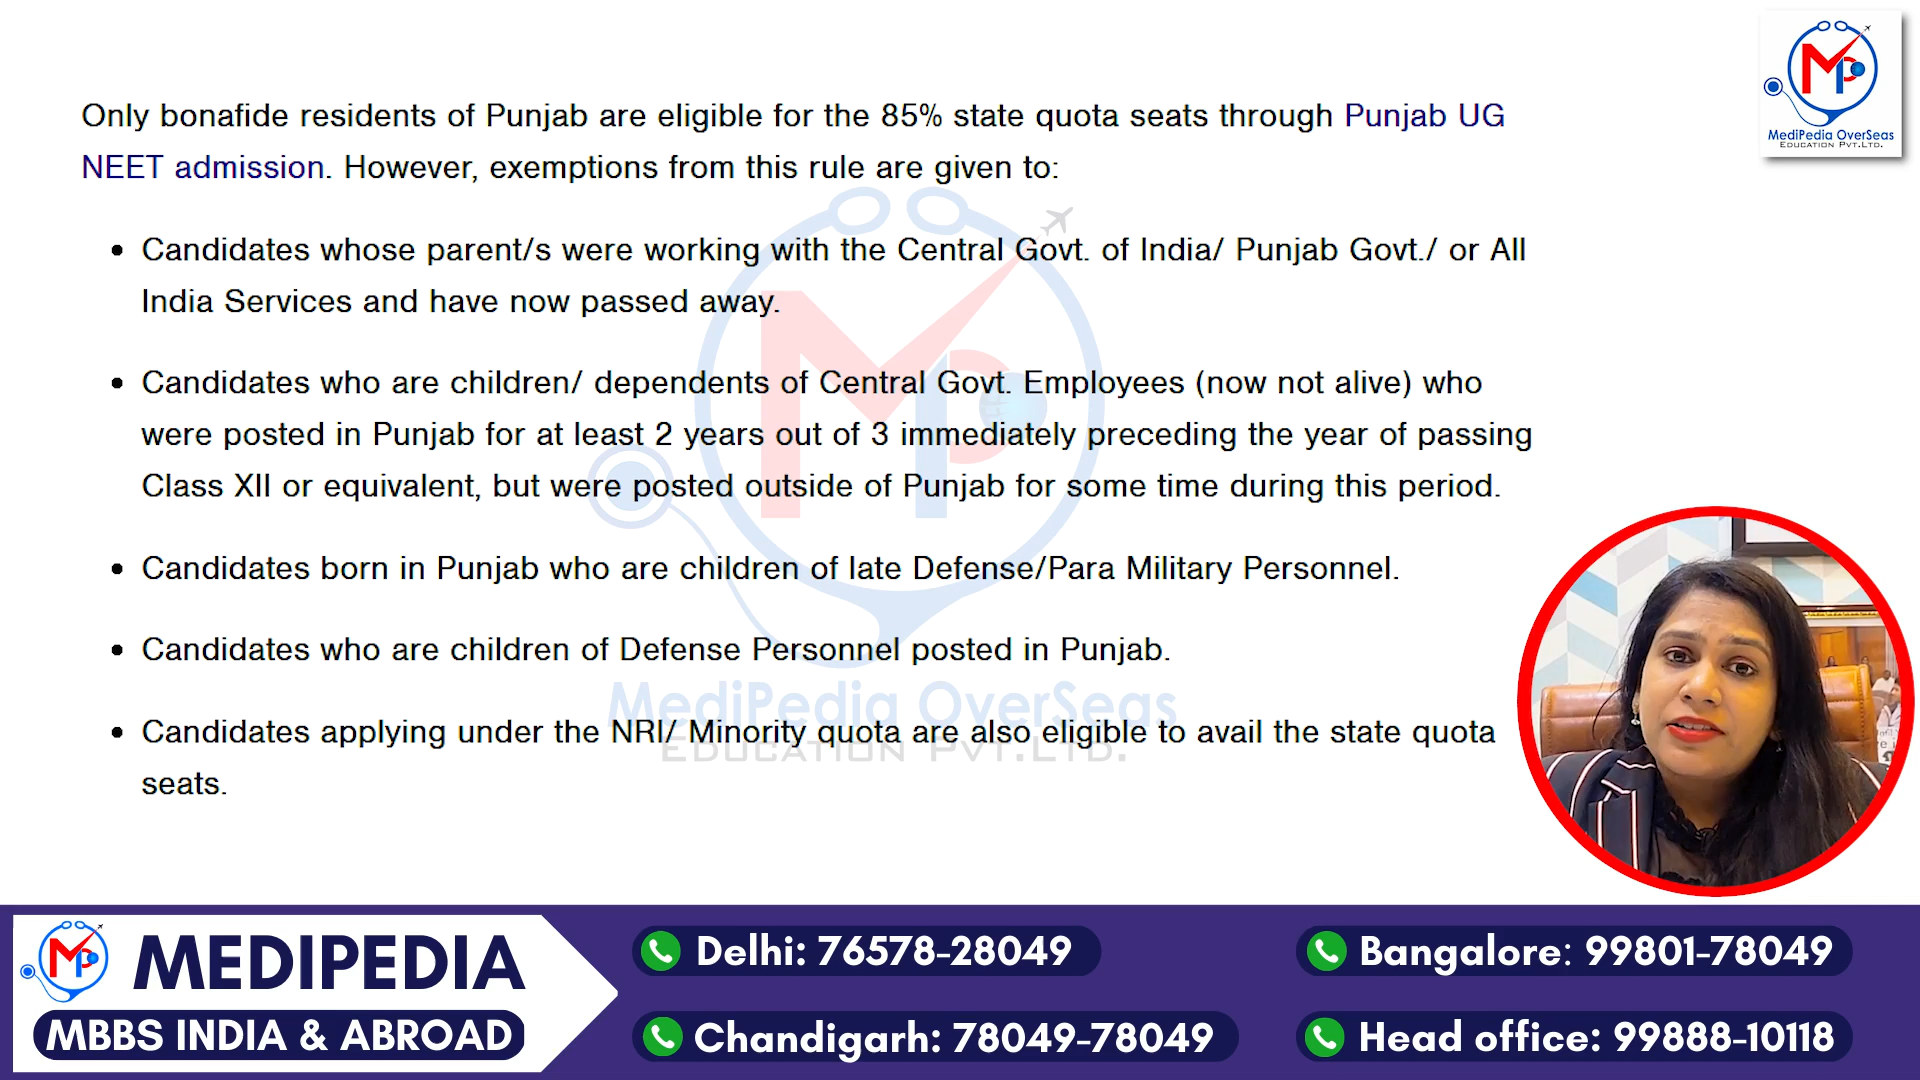 Only bonafide residents of Punjab are eligible for the 85% state quota seats through Punjab UG
NEET admission. However, exemptions from this rule are given to:
• Candidates whose parent/s were working with the Central Govt. of India/ Punjab Govt./ or All
India Services and have now passed away.
• Candidates who are children/ dependents of Central Govt. Employees (now not alive) who
were posted in Punjab for at least 2 years out of 3 immediately preceding the year of passing
Class XII or equivalent, but were posted outside of Punjab for some time during this period.
• Candidates born in Punjab who are children of late Defense/Para Military Personnel.
• Candidates who are children of Defense Personnel posted in Punjab.
• Candidates applying under the NRI/ Minority quota are also eligible to avail the state quota
seats.
MediPedia OverSeas
EDUCATION PVT.LTD.
MP
MediPedia OverSeas
EDUCATION PVT.LTD.
MP
MEDIPEDIA
MBBS INDIA & ABROAD
Delhi: 76578-28049
Bangalore: 99801-78049
Chandigarh: 78049-78049
Head office: 99888-10118